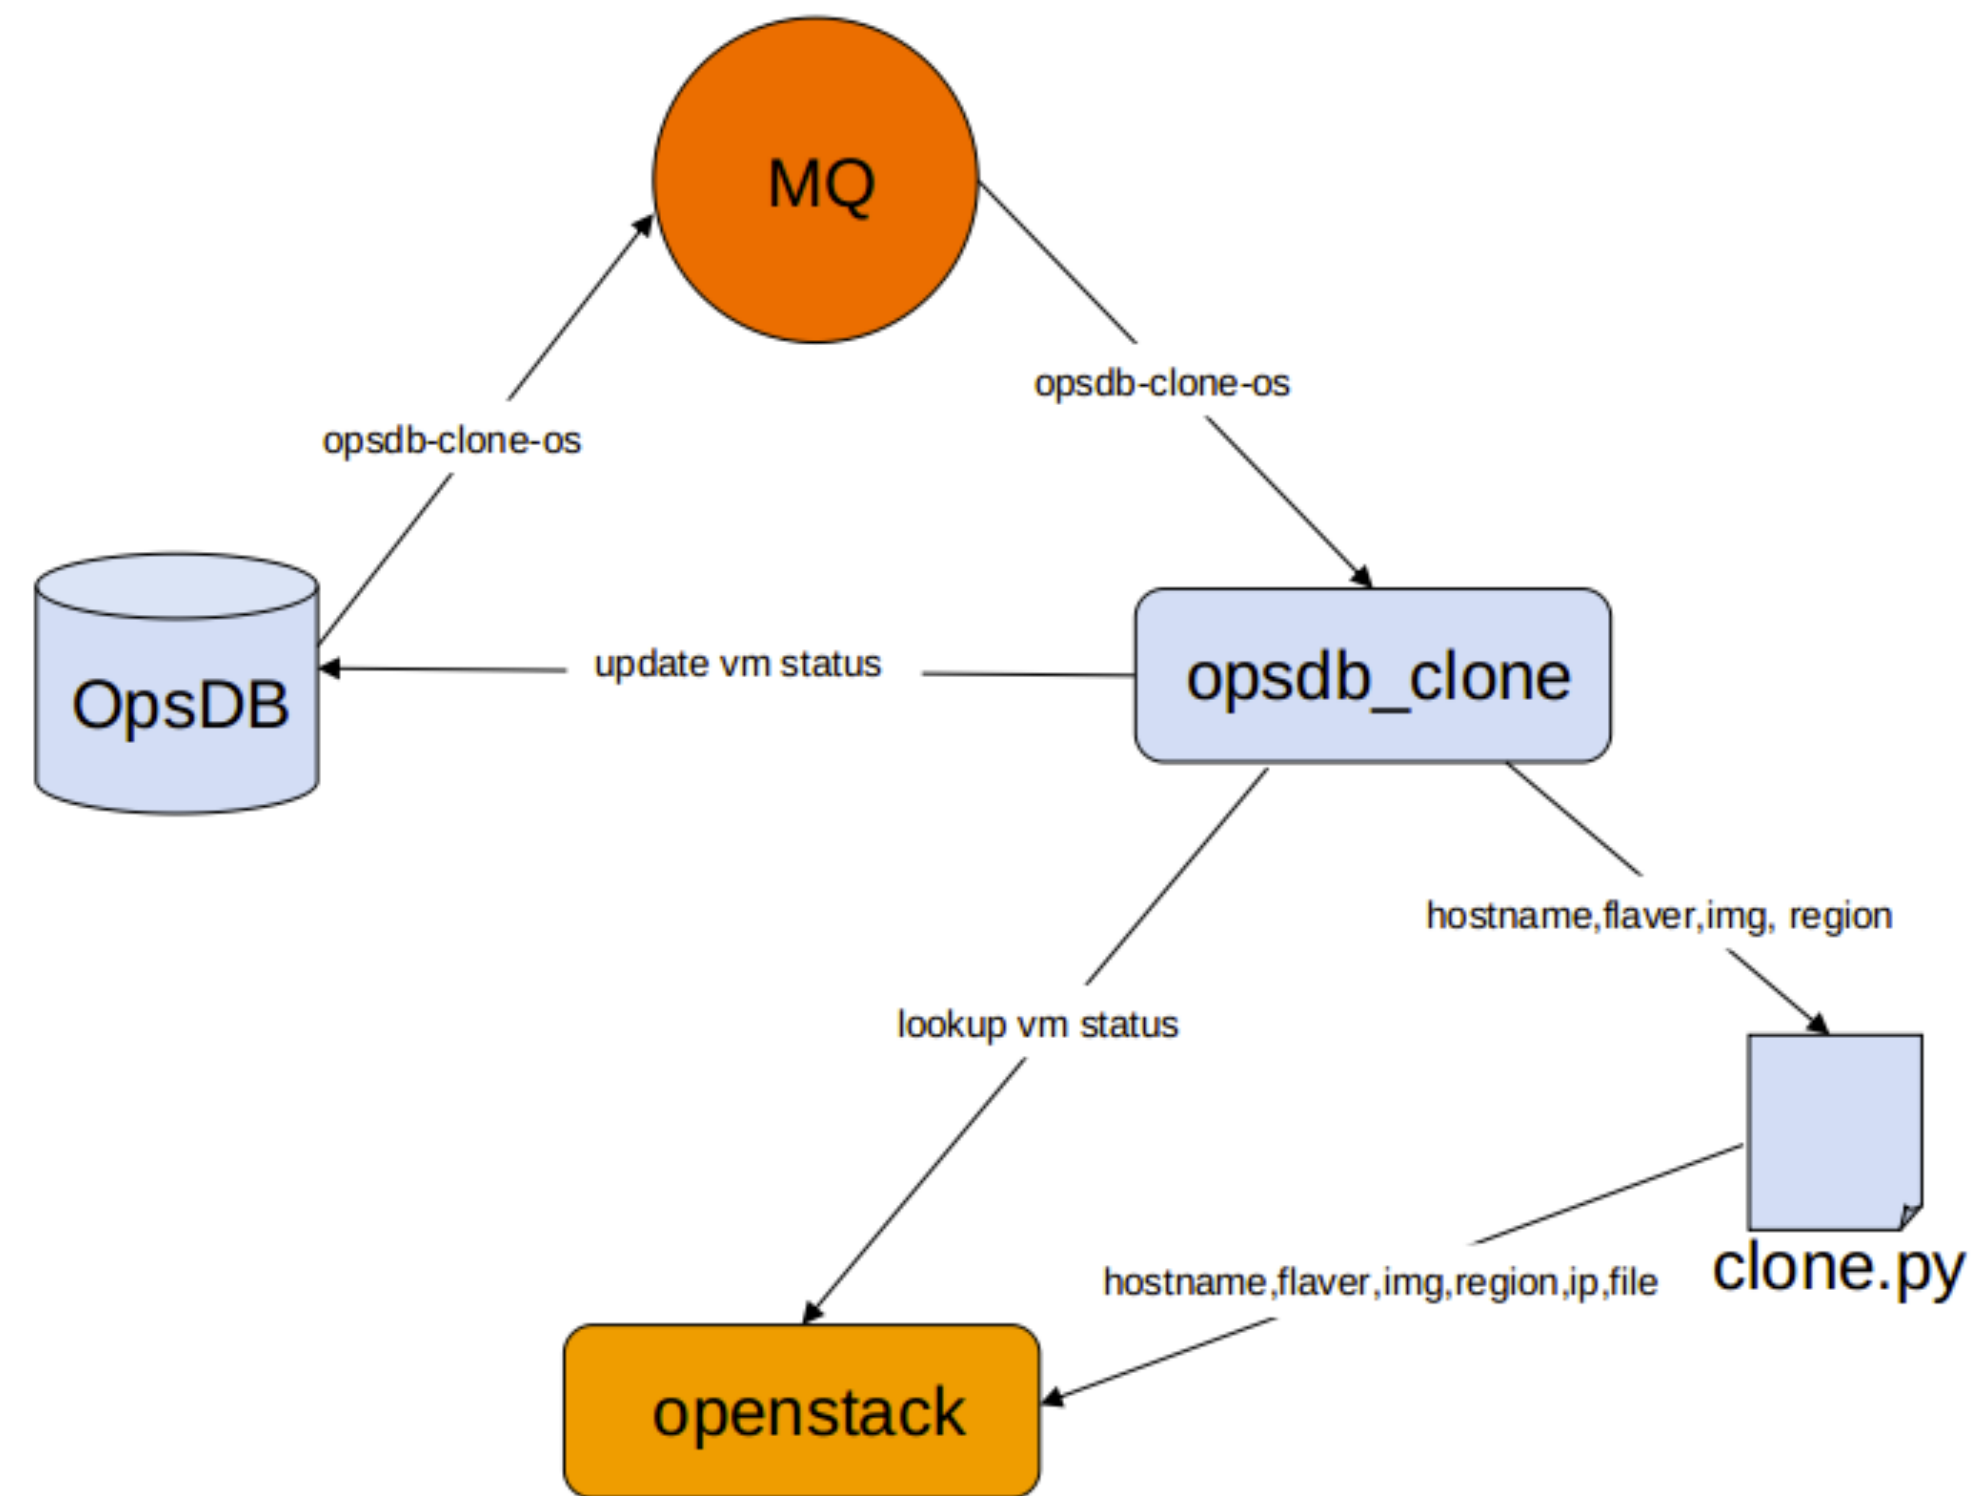 MQ
opsdb-clone-os
opsdb-clone-os
OpsDB
update vm status
opsdb_clone
hostname,flaver,img, region
lookup vm status
clone.py
hostname,flaver,img,region,ip,file
openstack